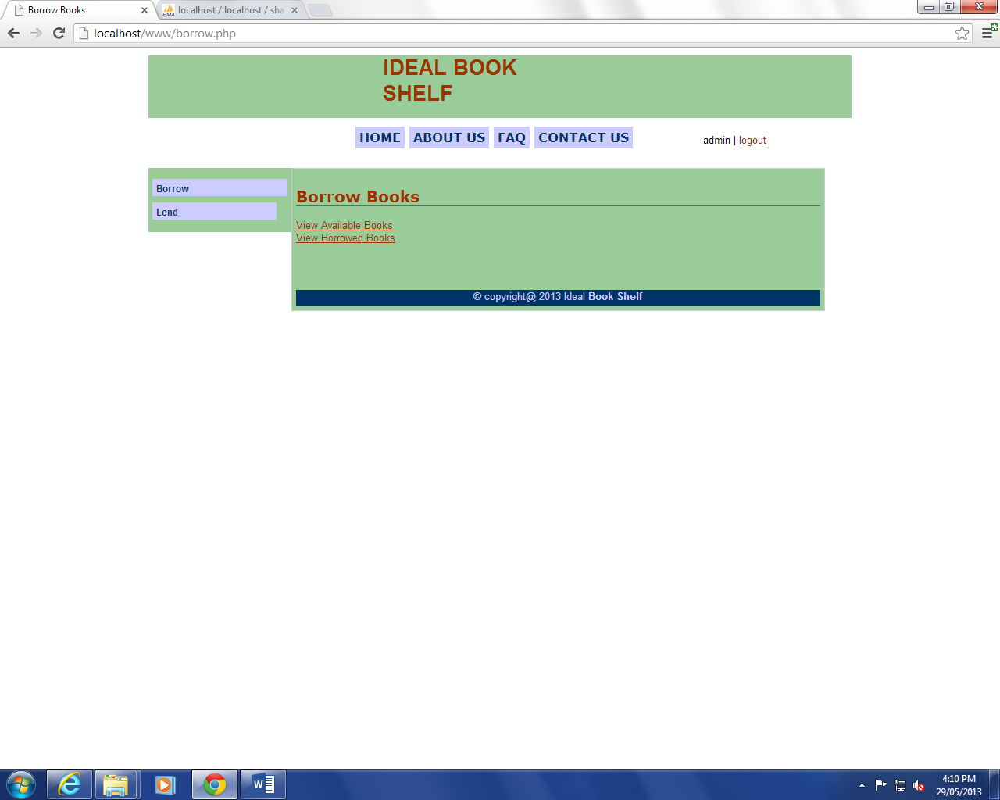 Borrow Books
localhost / localhost / sha
localhost/www/borrow.php
IDEAL BOOK
SHELF
HOME ABOUT US FAQ CONTACT US
admin | logout
Borrow
Lend
Borrow Books
View Available Books
View Borrowed Books
© copyright@ 2013 Ideal Book Shelf
4:10 PM
29/05/2013
PMA
W